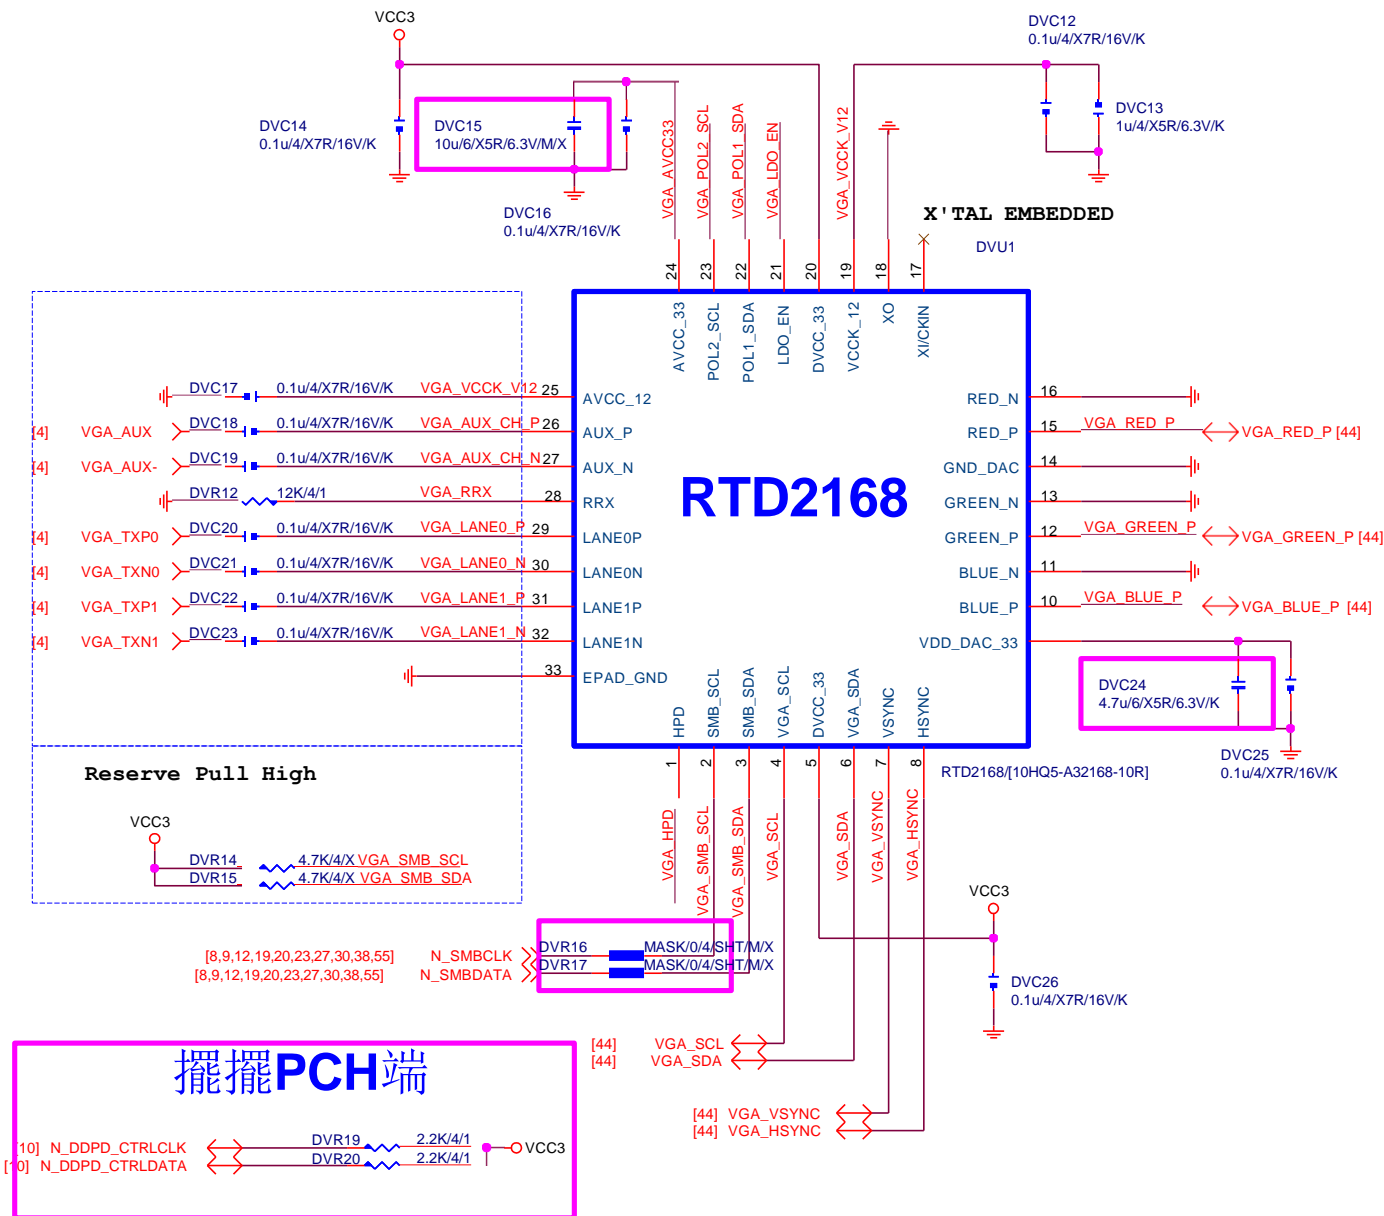 VCC3
DVC14
0.1u/4/X7R/16V/K
DVC15
10u/6/X5R/6.3V/M/X
DVC16
0.1u/4/X7R/16V/K
DVC12
0.1u/4/X7R/16V/K
DVC13
1u/4/X5R/6.3V/K
VGA_AVCC33
VGA_POL2_SCL
VGA_POL1_SDA
VGA_LDO_EN
VGA_VCCK_V12
X'TAL EMBEDDED
DVU1
24
23
22
21
20
19
18
17
AVCC_33
POL2_SCL
POL1_SDA
LDO_EN
DVCC_33
VCCK_12
XO
XI/CKIN
RTD2168
DVC17 0.1u/4/X7R/16V/K VGA_VCCK_V12 25 AVCC_12
[4] VGA_AUX DVC18 0.1u/4/X7R/16V/K VGA_AUX_CH_P 26 AUX_P
[4] VGA_AUX- DVC19 0.1u/4/X7R/16V/K VGA_AUX_CH_N 27 AUX_N
DVR12 12K/4/1 VGA_RRX 28 RRX
[4] VGA_TXP0 DVC20 0.1u/4/X7R/16V/K VGA_LANE0_P 29 LANE0P
[4] VGA_TXN0 DVC21 0.1u/4/X7R/16V/K VGA_LANE0_N 30 LANE0N
[4] VGA_TXP1 DVC22 0.1u/4/X7R/16V/K VGA_LANE1_P 31 LANE1P
[4] VGA_TXN1 DVC23 0.1u/4/X7R/16V/K VGA_LANE1_N 32 LANE1N
33 EPAD_GND
RED_N 16
RED_P 15 VGA_RED_P VGA_RED_P [44]
GND_DAC 14
GREEN_N 13
GREEN_P 12 VGA_GREEN_P VGA_GREEN_P [44]
BLUE_N 11
BLUE_P 10 VGA_BLUE_P VGA_BLUE_P [44]
VDD_DAC_33
DVC24
4.7u/6/X5R/6.3V/K
DVC25
0.1u/4/X7R/16V/K
HPD
SMB_SCL
SMB_SDA
VGA_SCL
DVCC_33
VGA_SDA
VSYNC
HSYNC
1
2
3
4
5
6
7
8
RTD2168/[10HQ5-A32168-10R]
VGA_HPD
VGA_SMB_SCL
VGA_SMB_SDA
VGA_SCL
VGA_SDA
VGA_VSYNC
VGA_HSYNC
Reserve Pull High
VCC3
DVR14 4.7K/4/X VGA_SMB_SCL
DVR15 4.7K/4/X VGA_SMB_SDA
[8,9,12,19,20,23,27,30,38,55] N_SMBCLK DVR16 MASK/0/4/SHT/M/X
[8,9,12,19,20,23,27,30,38,55] N_SMBDATA DVR17 MASK/0/4/SHT/M/X
VCC3
DVC26
0.1u/4/X7R/16V/K
[44] VGA_SCL
[44] VGA_SDA
[44] VGA_VSYNC
[44] VGA_HSYNC
擺擺PCH端
[10] N_DDPD_CTRLCLK DVR19 2.2K/4/1 VCC3
[10] N_DDPD_CTRLDATA DVR20 2.2K/4/1